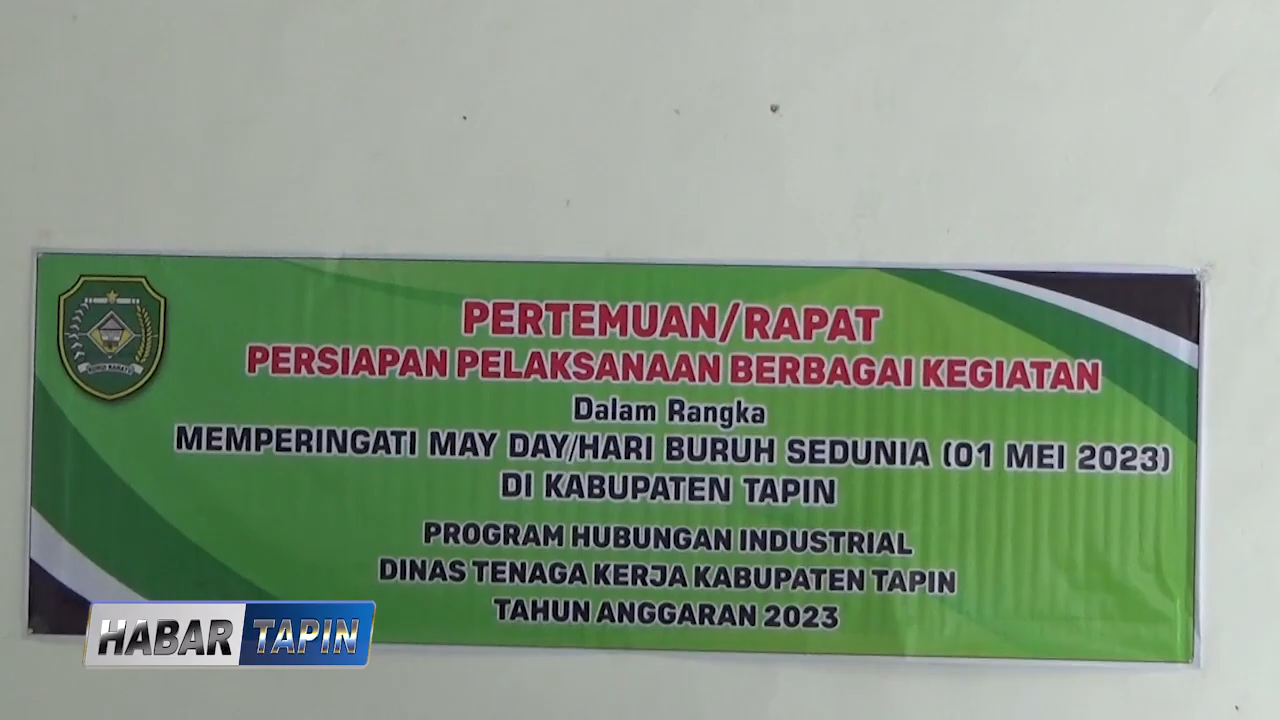 PERTEMUAN/RAPAT
PERSIAPAN PELAKSANAAN BERBAGAI KEGIATAN
Dalam Rangka
MEMPERINGATI MAY DAY/HARI BURUH SEDUNIA (01 MEI 2023)
DI KABUPATEN TAPIN
PROGRAM HUBUNGAN INDUSTRIAL
DINAS TENAGA KERJA KABUPATEN TAPIN
TAHUN ANGGARAN 2023
HABAR TAPIN